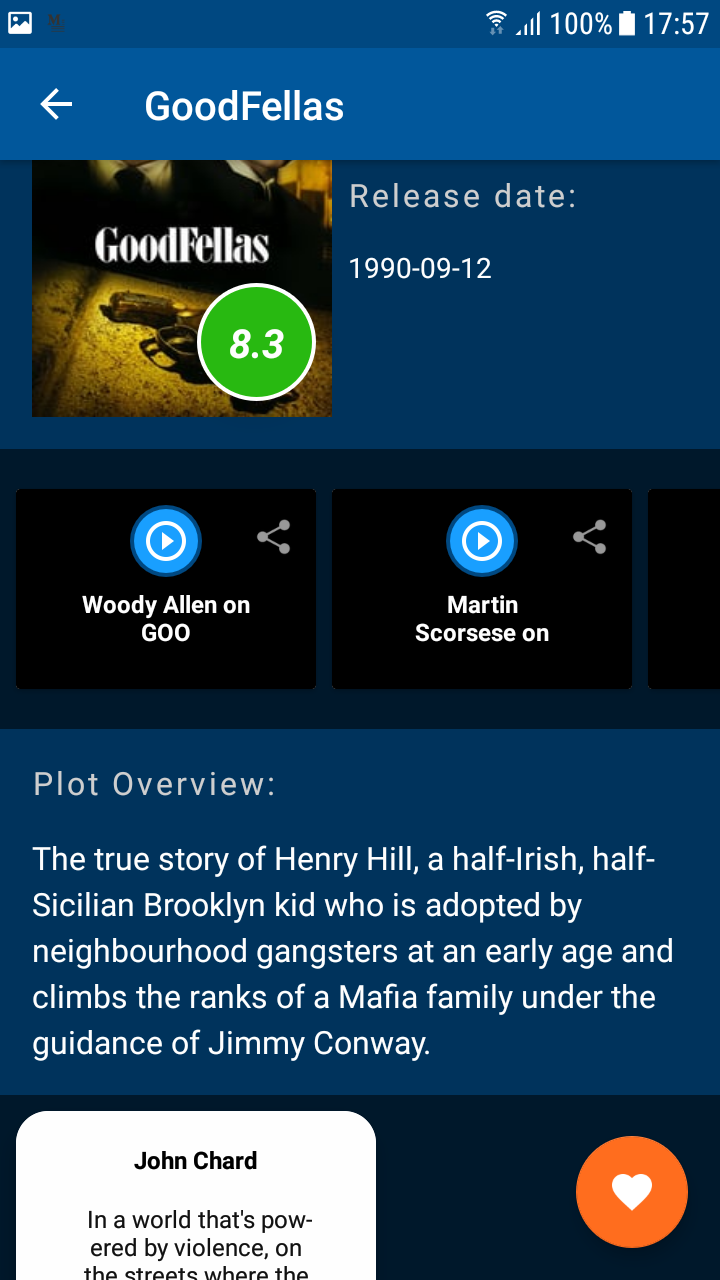 100% 17:57
GoodFellas
GoodFellas
8.3
Release date:
1990-09-12
Woody Allen on
GOO
Martin
Scorsese on
Plot Overview:
The true story of Henry Hill, a half-Irish, half-
Sicilian Brooklyn kid who is adopted by
neighbourhood gangsters at an early age and
climbs the ranks of a Mafia family under the
guidance of Jimmy Conway.
John Chard
In a world that's pow-
ered by violence, on
the streets where the